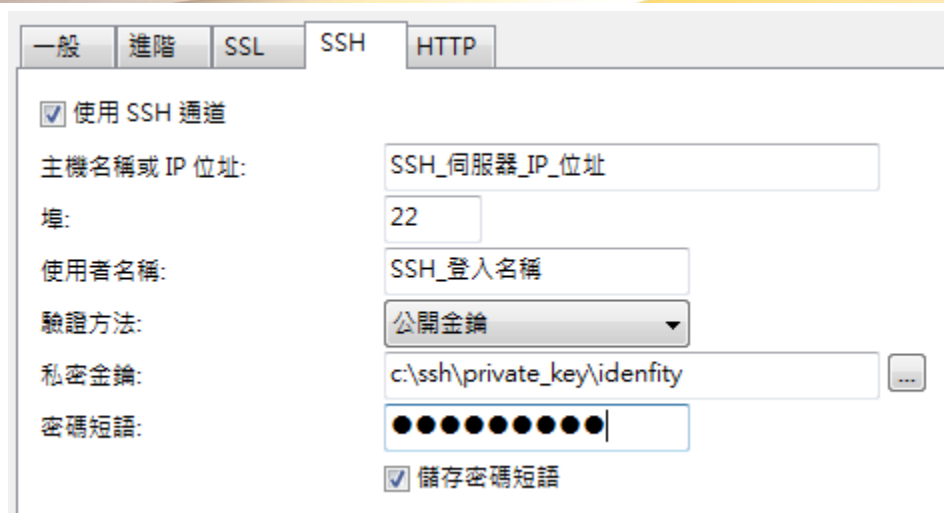 一般 進階 SSL SSH HTTP
使用 SSH 通道
主機名稱或 IP 位址: SSH_伺服器_IP_位址
埠: 22
使用者名稱: SSH_登入名稱
驗證方法: 公開金鑰
私密金鑰: c:\ssh\private_key\idenfity ...
密碼短語: ●●●●●●●●●
儲存密碼短語